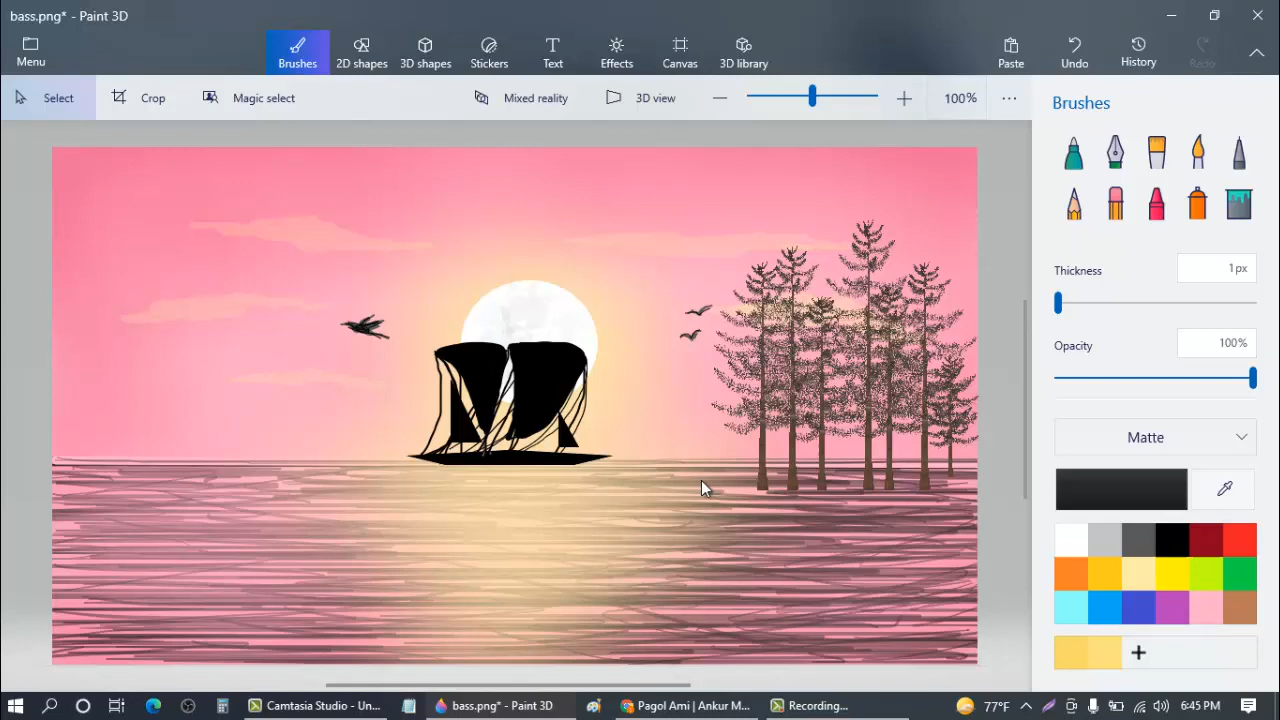 bass.png* - Paint 3D
Menu
Brushes
2D shapes
3D shapes
Stickers
Text
Effects
Canvas
3D library
Paste
Undo
History
Redo
Select
Crop
Magic select
Mixed reality
3D view
100%
Brushes
Thickness
1px
Opacity
100%
Matte
Camtasia Studio - Un...
bass.png* - Paint 3D
Pagol Ami | Ankur M...
Recording...
77°F
6:45 PM